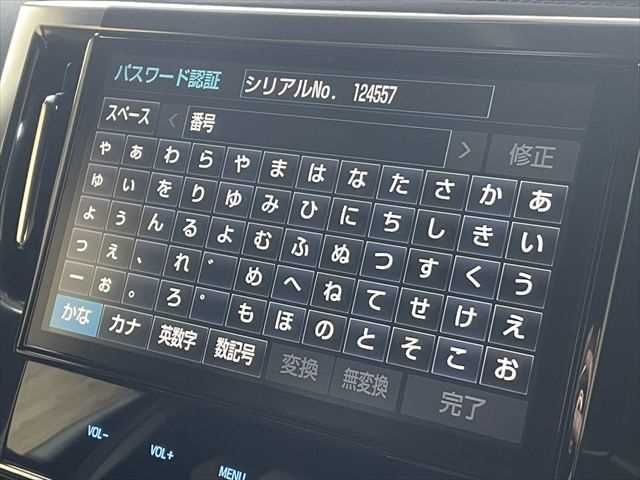 パスワード認証 シリアルNo. 124557
スペース < 番号 > 修正
ゃ ぁ わ ら や ま は な た さ か あ
ゅ ぃ を り ゆ み ひ に ち し き い
ょ ぅ ん る よ む ふ ぬ つ す く う
っ ぇ 、 れ ゛ め へ ね て せ け え
ー ぉ 。 ろ ゜ も ほ の と そ こ お
かな カナ 英数字 数記号 変換 無変換 完了
VOL- VOL+ MENU